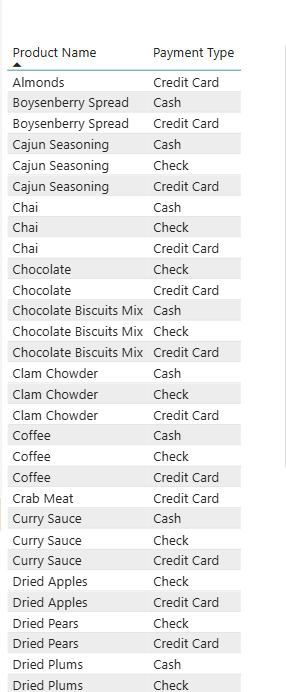 Product Name Payment Type
Almonds Credit Card
Boysenberry Spread Cash
Boysenberry Spread Credit Card
Cajun Seasoning Cash
Cajun Seasoning Check
Cajun Seasoning Credit Card
Chai Cash
Chai Check
Chai Credit Card
Chocolate Check
Chocolate Credit Card
Chocolate Biscuits Mix Cash
Chocolate Biscuits Mix Check
Chocolate Biscuits Mix Credit Card
Clam Chowder Cash
Clam Chowder Check
Clam Chowder Credit Card
Coffee Cash
Coffee Check
Coffee Credit Card
Crab Meat Credit Card
Curry Sauce Cash
Curry Sauce Check
Curry Sauce Credit Card
Dried Apples Check
Dried Apples Credit Card
Dried Pears Check
Dried Pears Credit Card
Dried Plums Cash
Dried Plums Check